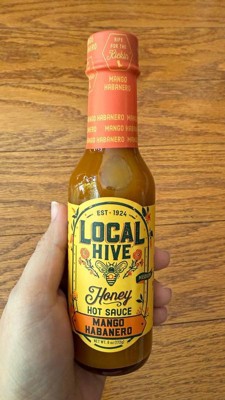 MANGO
HABANERO
MANGO HABANERO
EST • 1924
LOCAL
HIVE
Honey
HOT SAUCE
MANGO
HABANERO